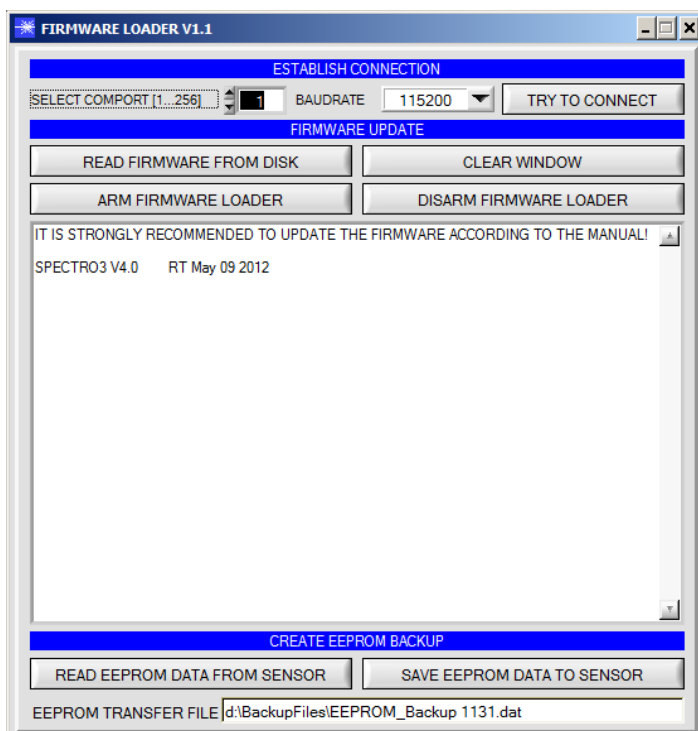 FIRMWARE LOADER V1.1
ESTABLISH CONNECTION
SELECT COMPORT [1...256] 1 BAUDRATE 115200 TRY TO CONNECT
FIRMWARE UPDATE
READ FIRMWARE FROM DISK CLEAR WINDOW
ARM FIRMWARE LOADER DISARM FIRMWARE LOADER
IT IS STRONGLY RECOMMENDED TO UPDATE THE FIRMWARE ACCORDING TO THE MANUAL!
SPECTRO3 V4.0 RT May 09 2012
CREATE EEPROM BACKUP
READ EEPROM DATA FROM SENSOR SAVE EEPROM DATA TO SENSOR
EEPROM TRANSFER FILE d:\BackupFiles\EEPROM_Backup 1131.dat